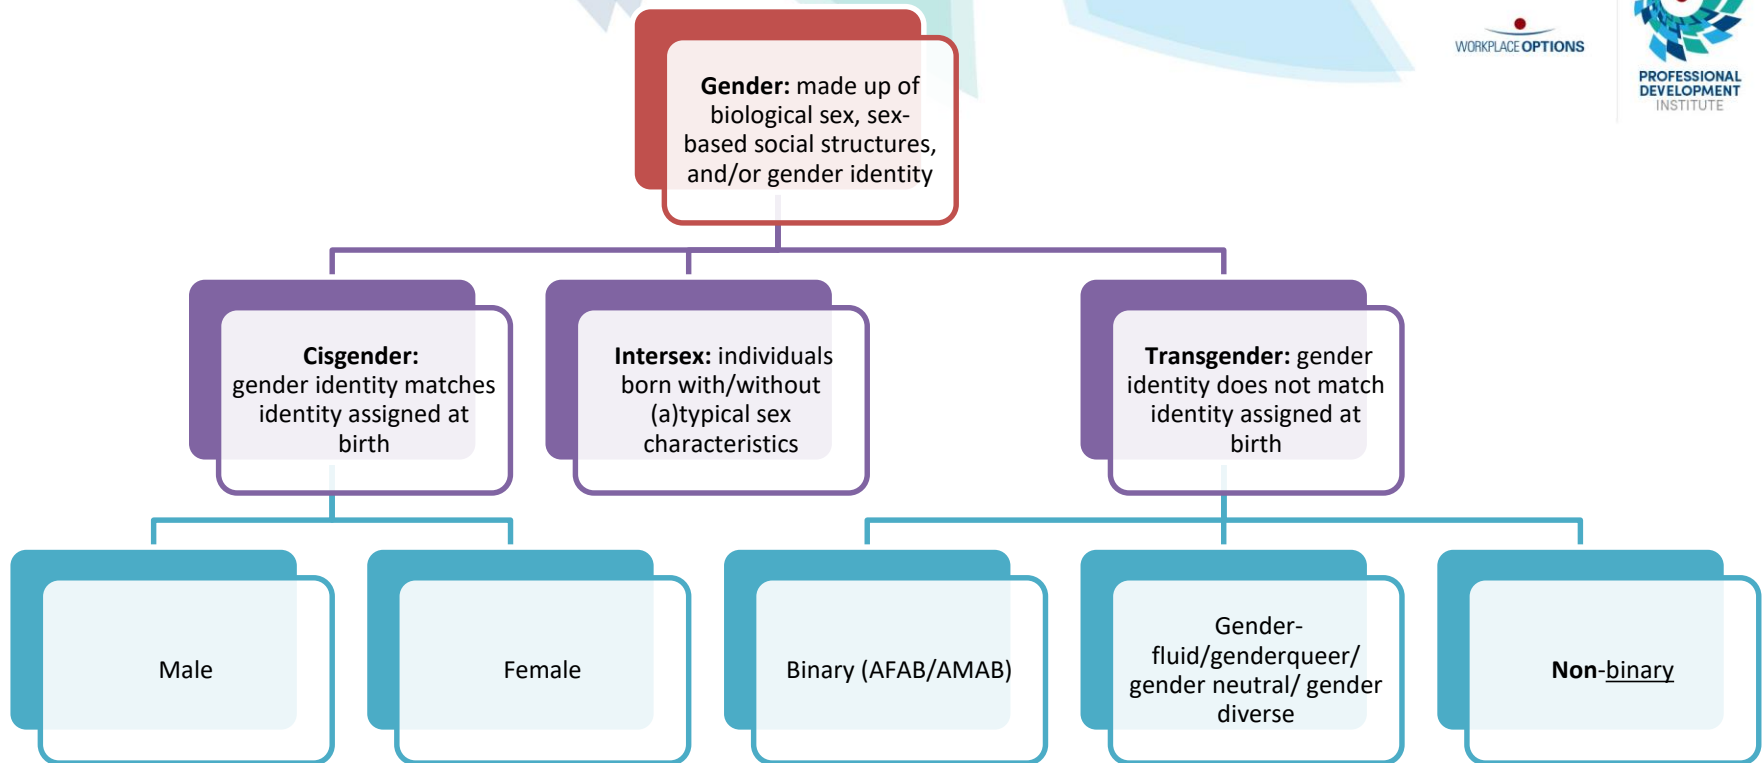 WORKPLACE OPTIONS
PROFESSIONAL
DEVELOPMENT
INSTITUTE
Gender: made up of
biological sex, sex-
based social structures,
and/or gender identity
Cisgender:
gender identity matches
identity assigned at
birth
Intersex: individuals
born with/without
(a)typical sex
characteristics
Transgender: gender
identity does not match
identity assigned at
birth
Male
Female
Binary (AFAB/AMAB)
Gender-
fluid/genderqueer/
gender neutral/ gender
diverse
Non-binary